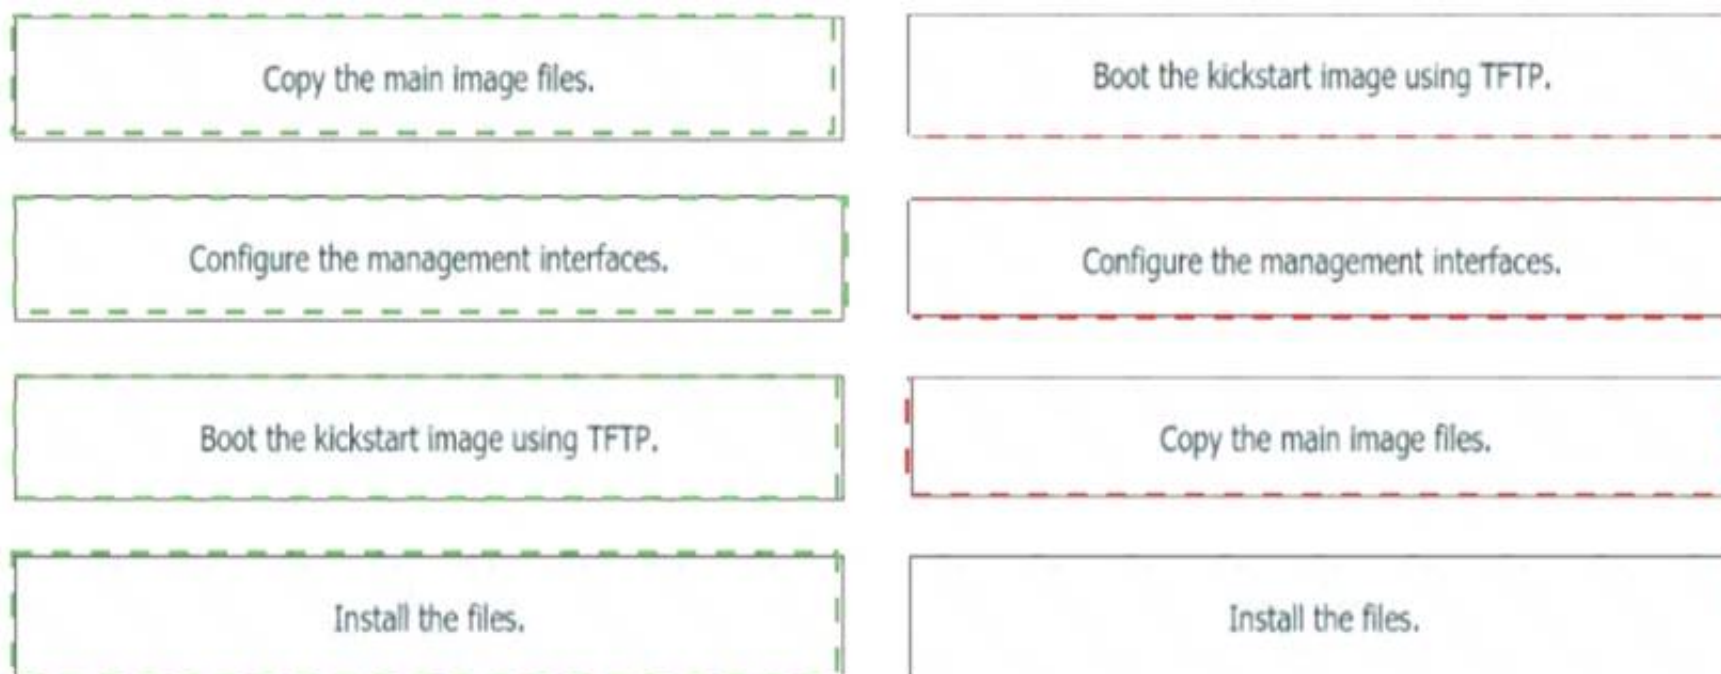 Copy the main image files.
Configure the management interfaces.
Boot the kickstart image using TFTP.
Install the files.
Boot the kickstart image using TFTP.
Configure the management interfaces.
Copy the main image files.
Install the files.